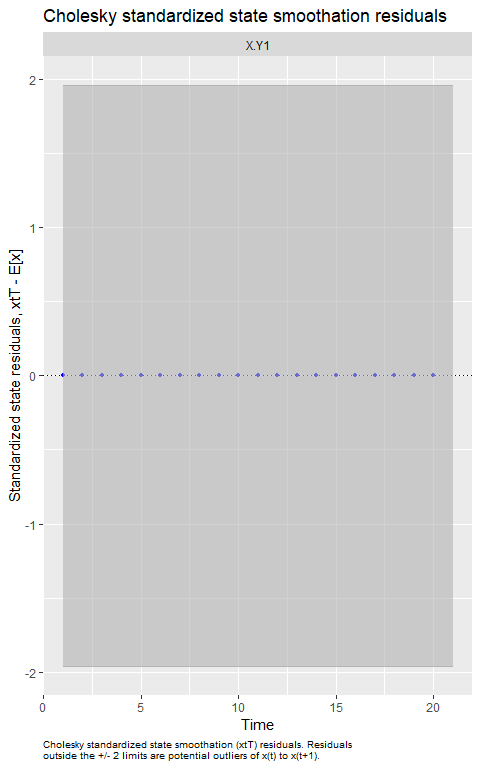 Cholesky standardized state smoothation residuals
X.Y1
Standardized state residuals, xtT - E[x]
2
1
0
-1
-2
0 5 10 15 20
Time
Cholesky standardized state smoothation (xtT) residuals. Residuals
outside the +/- 2 limits are potential outliers of x(t) to x(t+1).